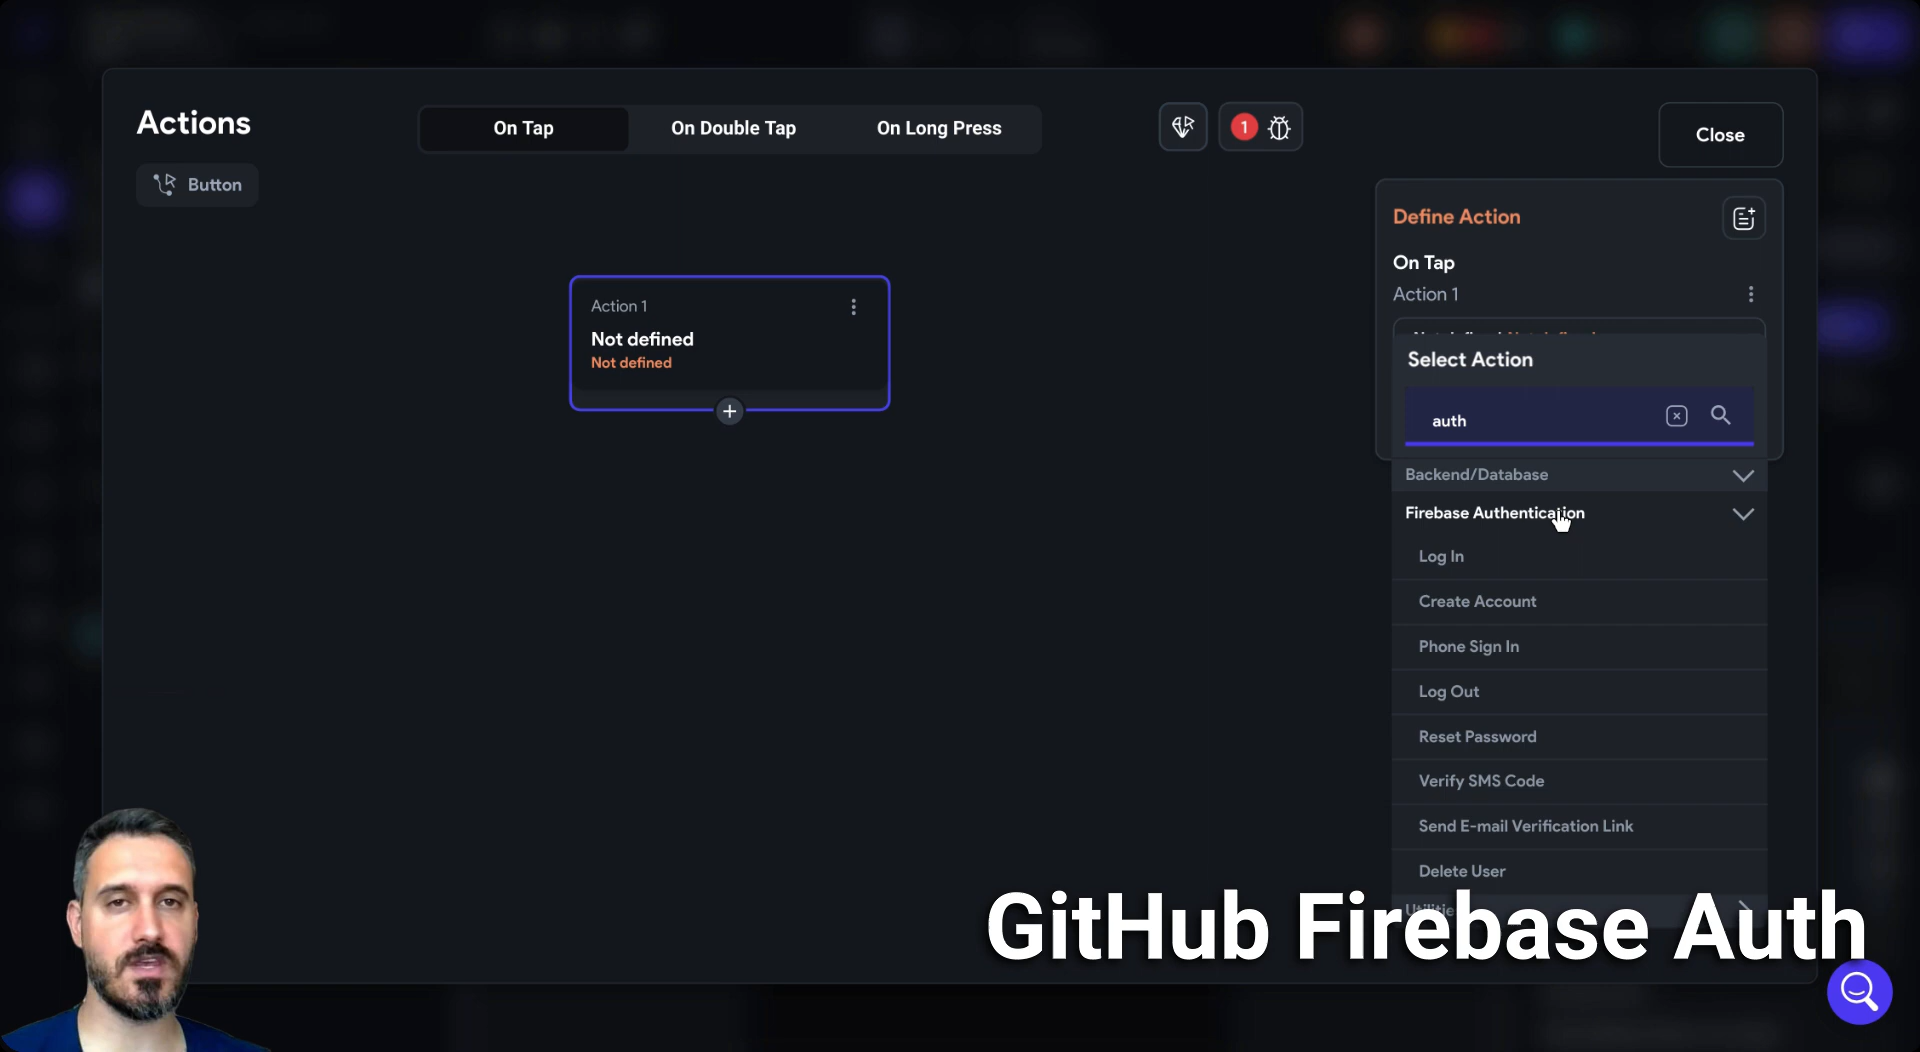 Actions
On Tap
On Double Tap
On Long Press
1
Close
Button
Define Action
On Tap
Action 1
Action 1
Not defined
Not defined
Select Action
auth
Backend/Database
Firebase Authentication
Log In
Create Account
Phone Sign In
Log Out
Reset Password
Verify SMS Code
Send E-mail Verification Link
Delete User
GitHub Firebase Auth